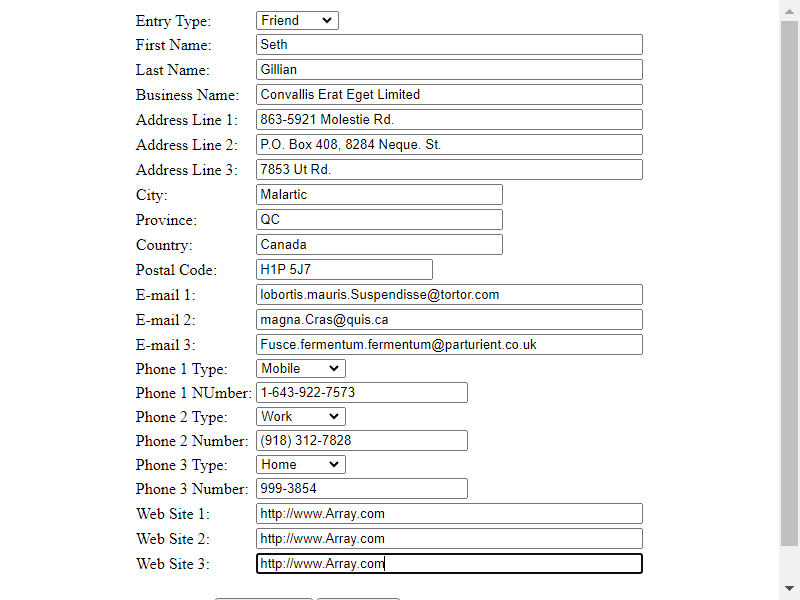 Entry Type: Friend
First Name: Seth
Last Name: Gillian
Business Name: Convallis Erat Eget Limited
Address Line 1: 863-5921 Molestie Rd.
Address Line 2: P.O. Box 408, 8284 Neque. St.
Address Line 3: 7853 Ut Rd.
City: Malartic
Province: QC
Country: Canada
Postal Code: H1P 5J7
E-mail 1: lobortis.mauris.Suspendisse@tortor.com
E-mail 2: magna.Cras@quis.ca
E-mail 3: Fusce.fermentum.fermentum@parturient.co.uk
Phone 1 Type: Mobile
Phone 1 NUmber: 1-643-922-7573
Phone 2 Type: Work
Phone 2 Number: (918) 312-7828
Phone 3 Type: Home
Phone 3 Number: 999-3854
Web Site 1: http://www.Array.com
Web Site 2: http://www.Array.com
Web Site 3: http://www.Array.com